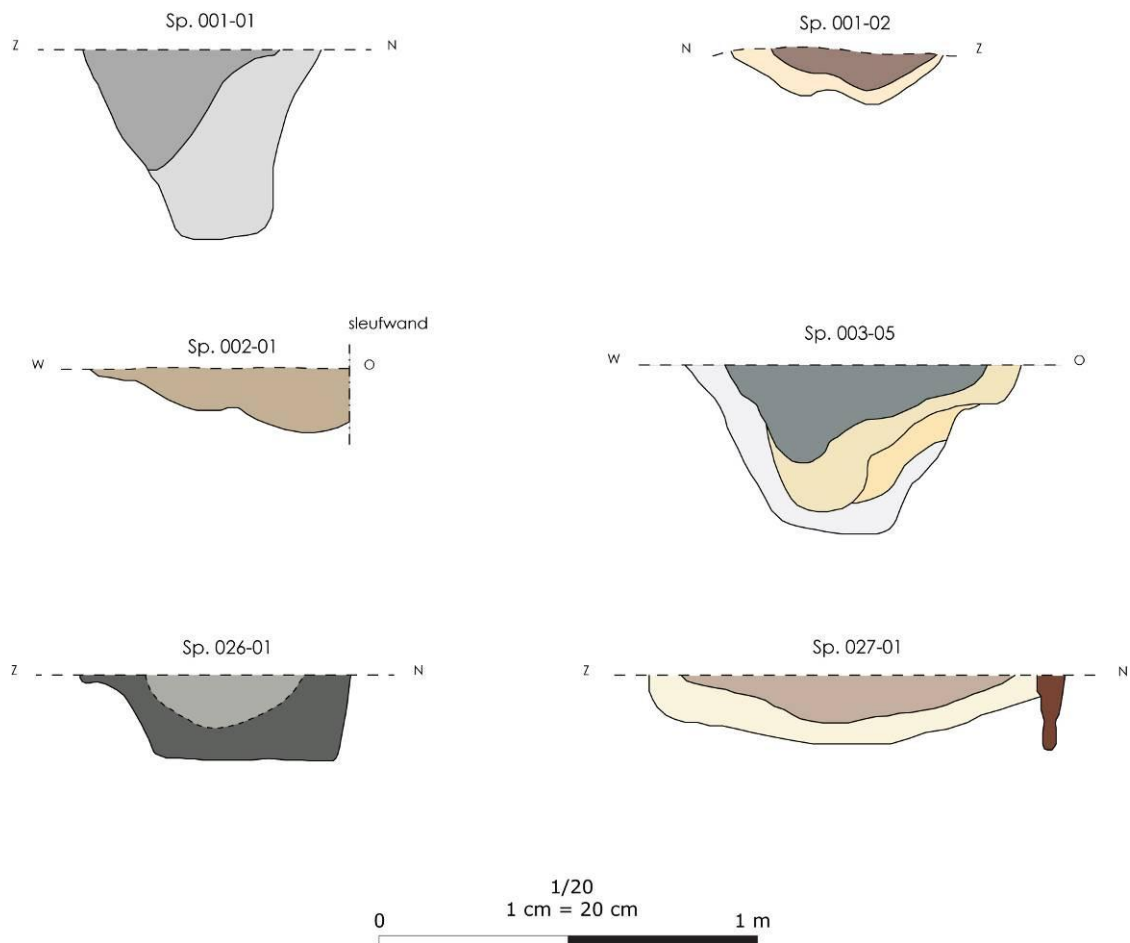 Sp. 001-01
Z N
Sp. 001-02
N Z
sleufwand
Sp. 002-01
W O
Sp. 003-05
W O
Sp. 026-01
Z N
Sp. 027-01
Z N
1/20
1 cm = 20 cm
0 1 m